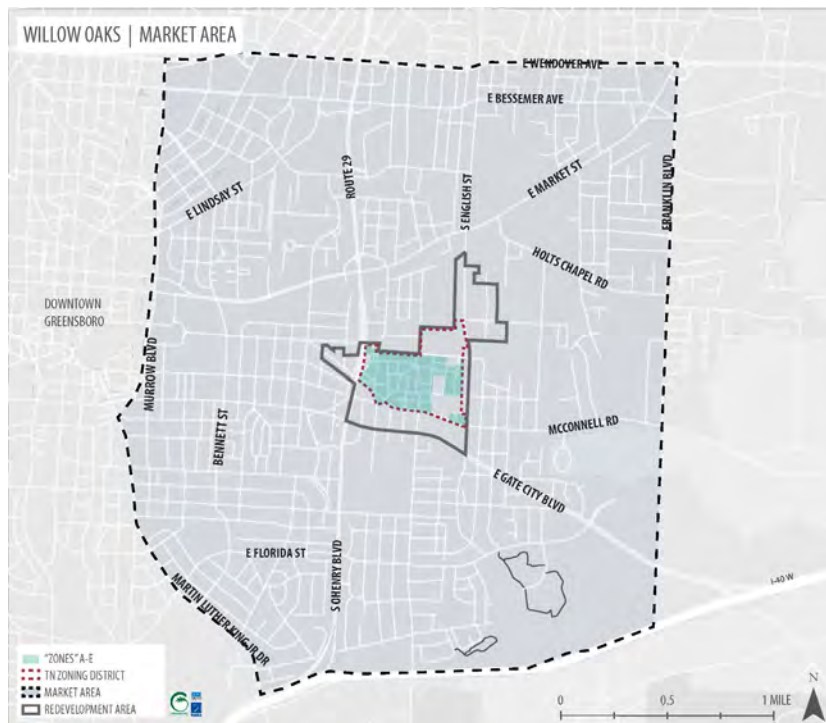 WILLOW OAKS | MARKET AREA
E WENDOVER AVE
E BESSEMER AVE
E LINDSAY ST
ROUTE 29
S ENGLISH ST
E MARKET ST
FRANKLIN BLVD
HOLTS CHAPEL RD
DOWNTOWN
GREENSBORO
MURROW BLVD
BENNETT ST
MCCONNELL RD
E GATE CITY BLVD
E FLORIDA ST
S OHENRY BLVD
MARTIN LUTHER KING JR DR
I-40 W
"ZONES" A-E
TN ZONING DISTRICT
MARKET AREA
REDEVELOPMENT AREA
N
0 0.5 1 MILE